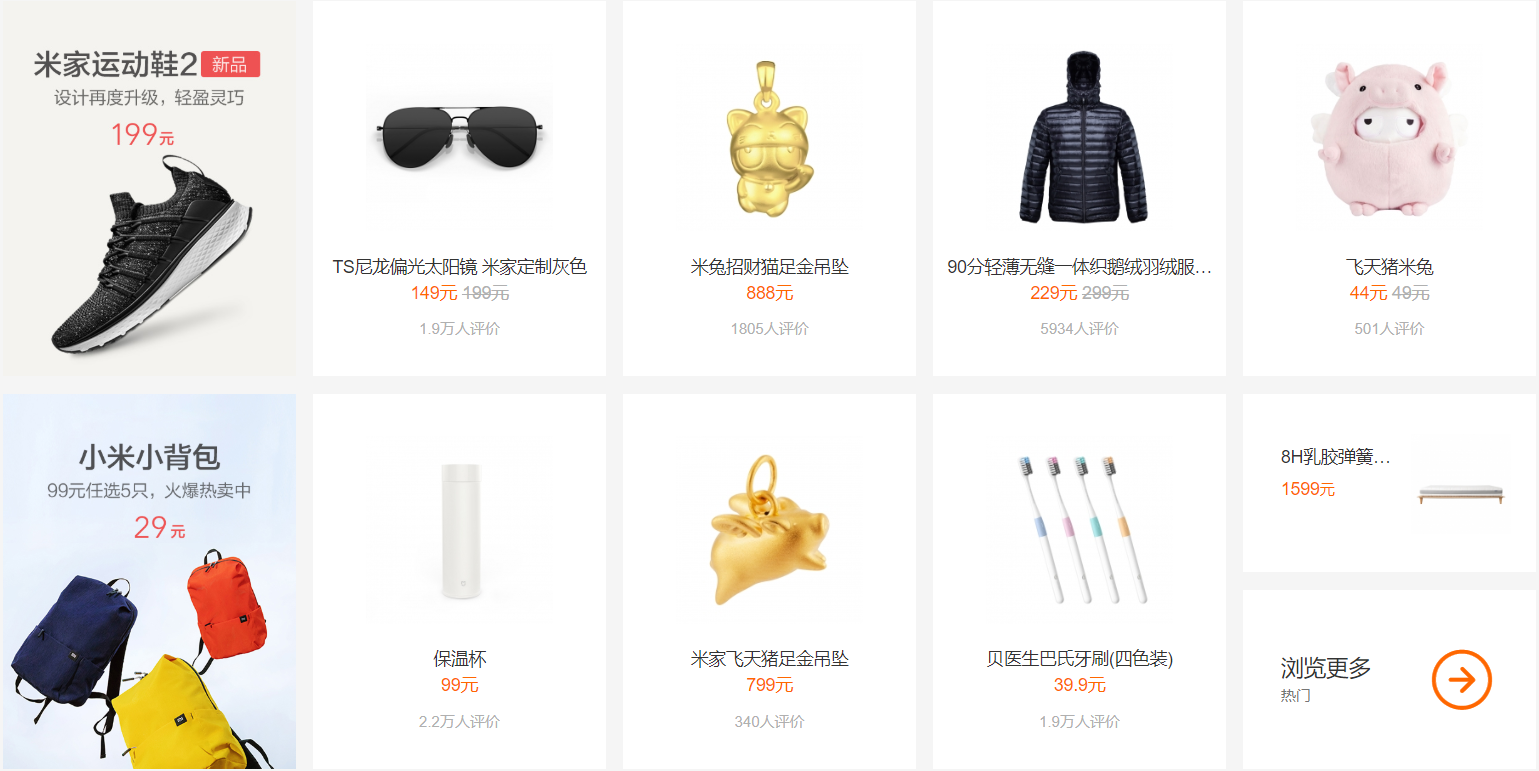 米家运动鞋2 新品
设计再度升级，轻盈灵巧
199元
TS尼龙偏光太阳镜 米家定制灰色
149元 199元
1.9万人评价
米兔招财猫足金吊坠
888元
1805人评价
90分轻薄无缝一体织鹅绒羽绒服…
229元 299元
5934人评价
飞天猪米兔
44元 49元
501人评价
小米小背包
99元任选5只，火爆热卖中
29元
保温杯
99元
2.2万人评价
米家飞天猪足金吊坠
799元
340人评价
贝医生巴氏牙刷(四色装)
39.9元
1.9万人评价
8H乳胶弹簧…
1599元
浏览更多
热门